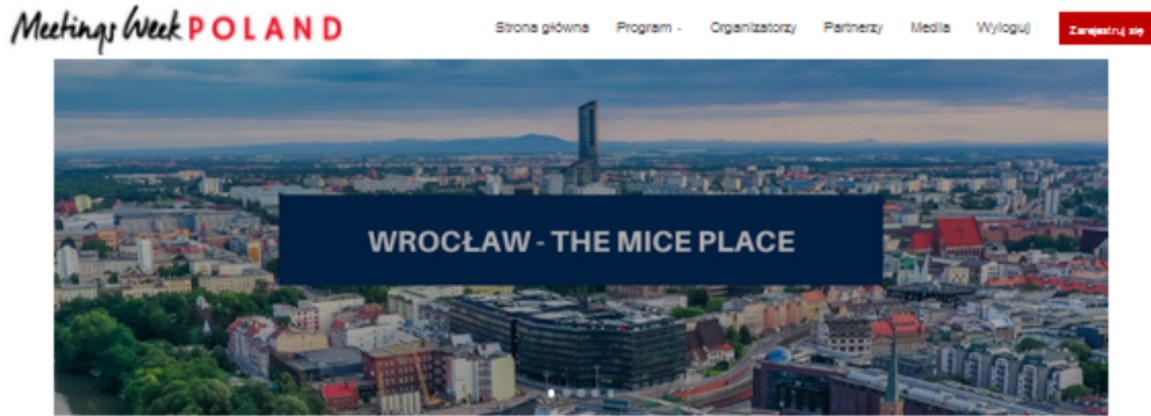 Meetings Week POLAND
Strona główna Program - Organizatorzy Partnerzy Media Wyloguj Zarejestruj się
WROCŁAW - THE MICE PLACE